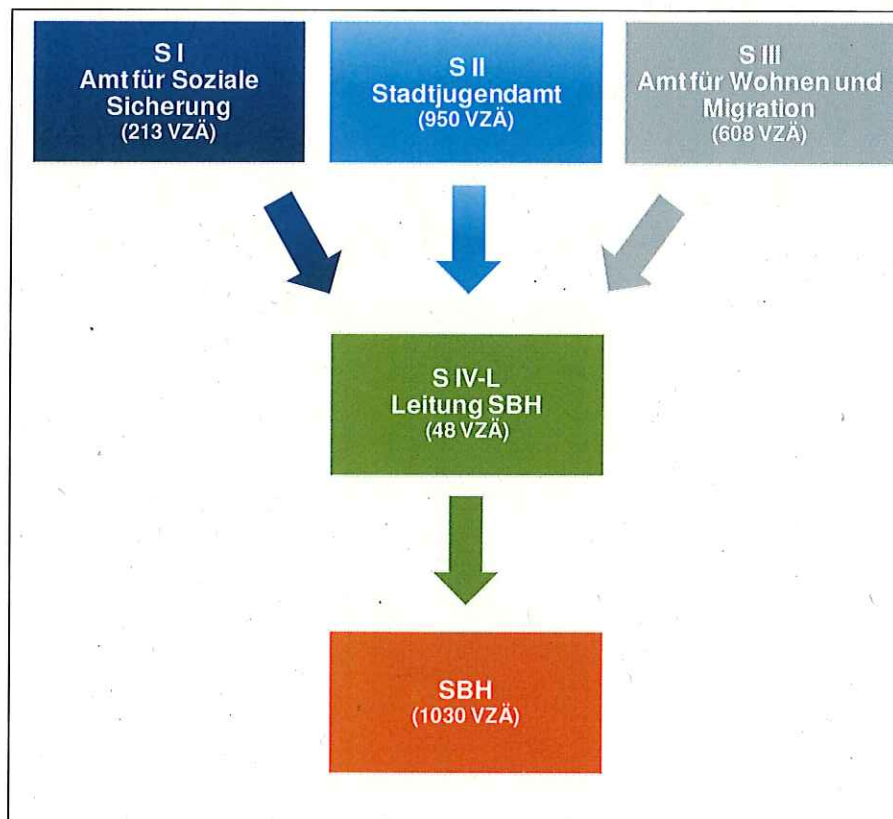 S I
Amt für Soziale
Sicherung
(213 VZÄ)
S II
Stadtjugendamt
(950 VZÄ)
S III
Amt für Wohnen und
Migration
(608 VZÄ)
S IV-L
Leitung SBH
(48 VZÄ)
SBH
(1030 VZÄ)